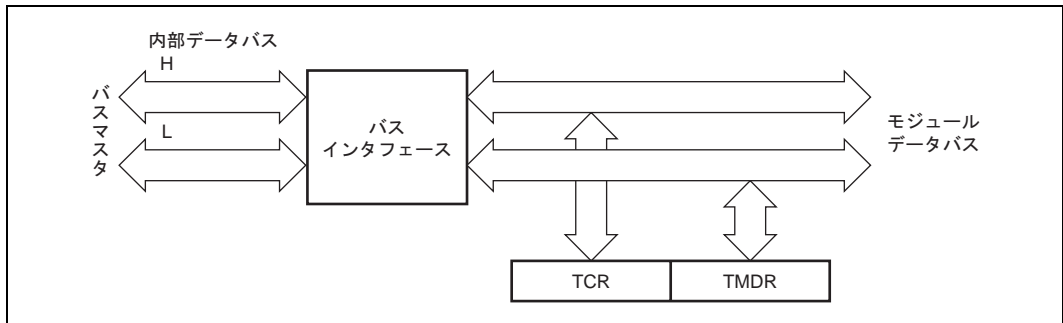 内部データバス
H
バスマスタ
L
バス
インタフェース
モジュール
データバス
TCR
TMDR